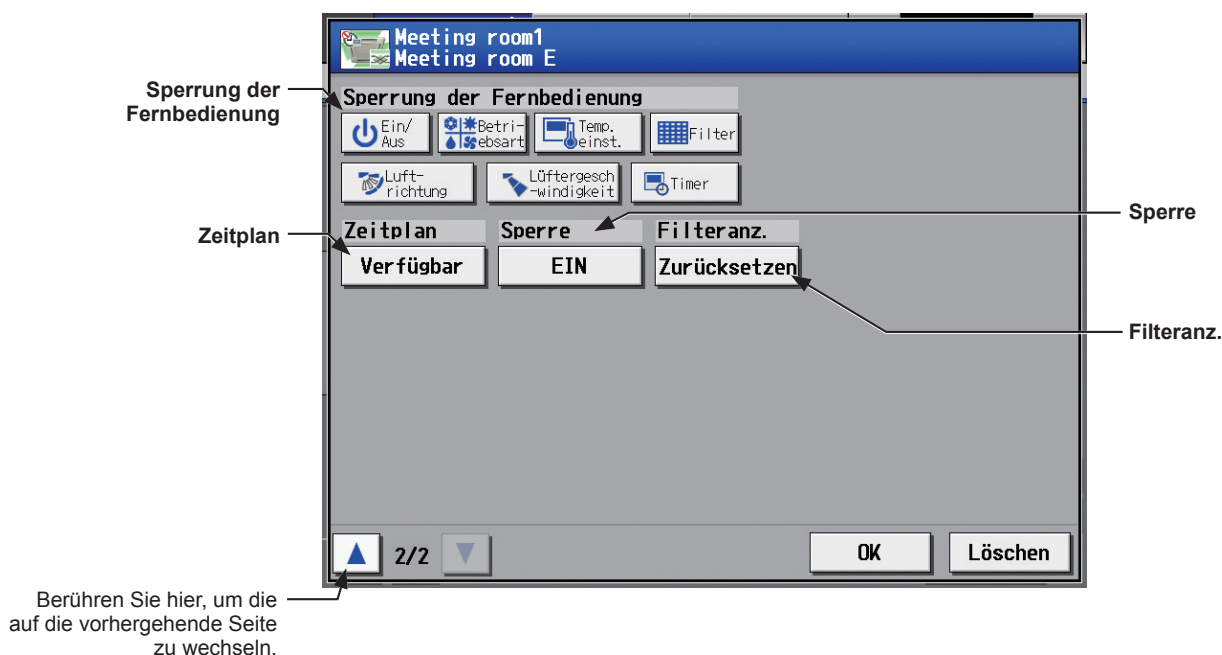 Meeting room1
Meeting room E
Sperrung der
Fernbedienung
Sperrung der Fernbedienung
Ein/
Aus
Betri-
ebsart
Temp.
einst.
Filter
Luft-
richtung
Lüftergesch
-windigkeit
Timer
Sperre
Zeitplan
Zeitplan
Sperre
Filteranz.
Verfügbar
EIN
Zurücksetzen
Filteranz.
2/2
OK
Löschen
Berühren Sie hier, um die
auf die vorhergehende Seite
zu wechseln.